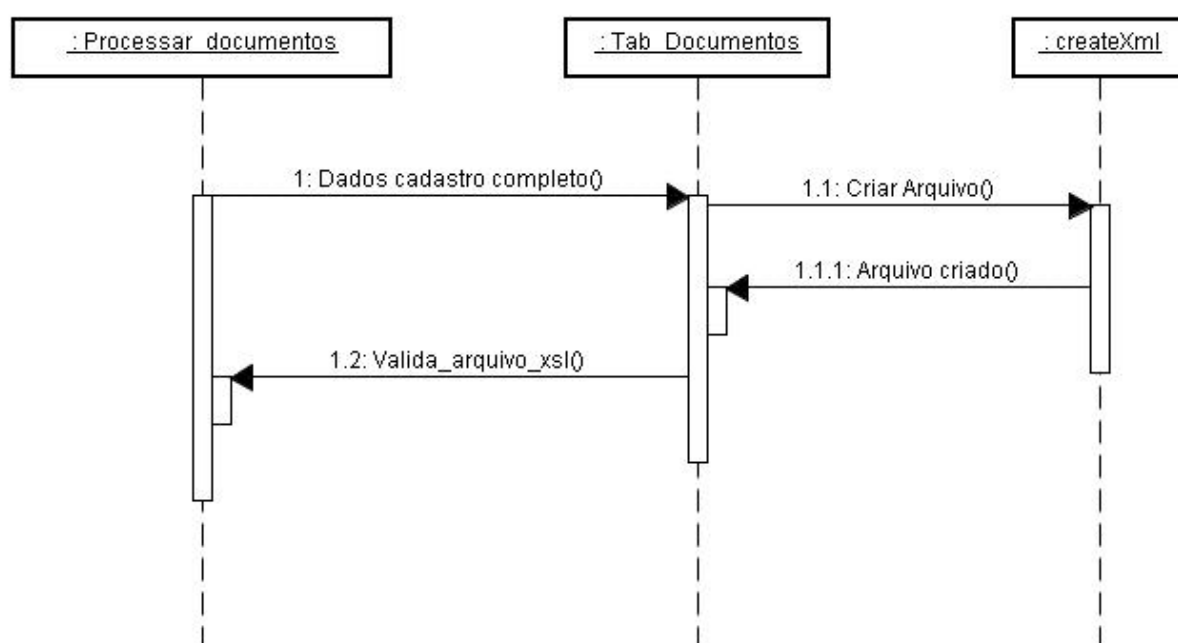 : Processar_documentos
: Tab_Documentos
: createXml
1: Dados cadastro completo()
1.1: Criar Arquivo()
1.1.1: Arquivo criado()
1.2: Valida_arquivo_xsl()